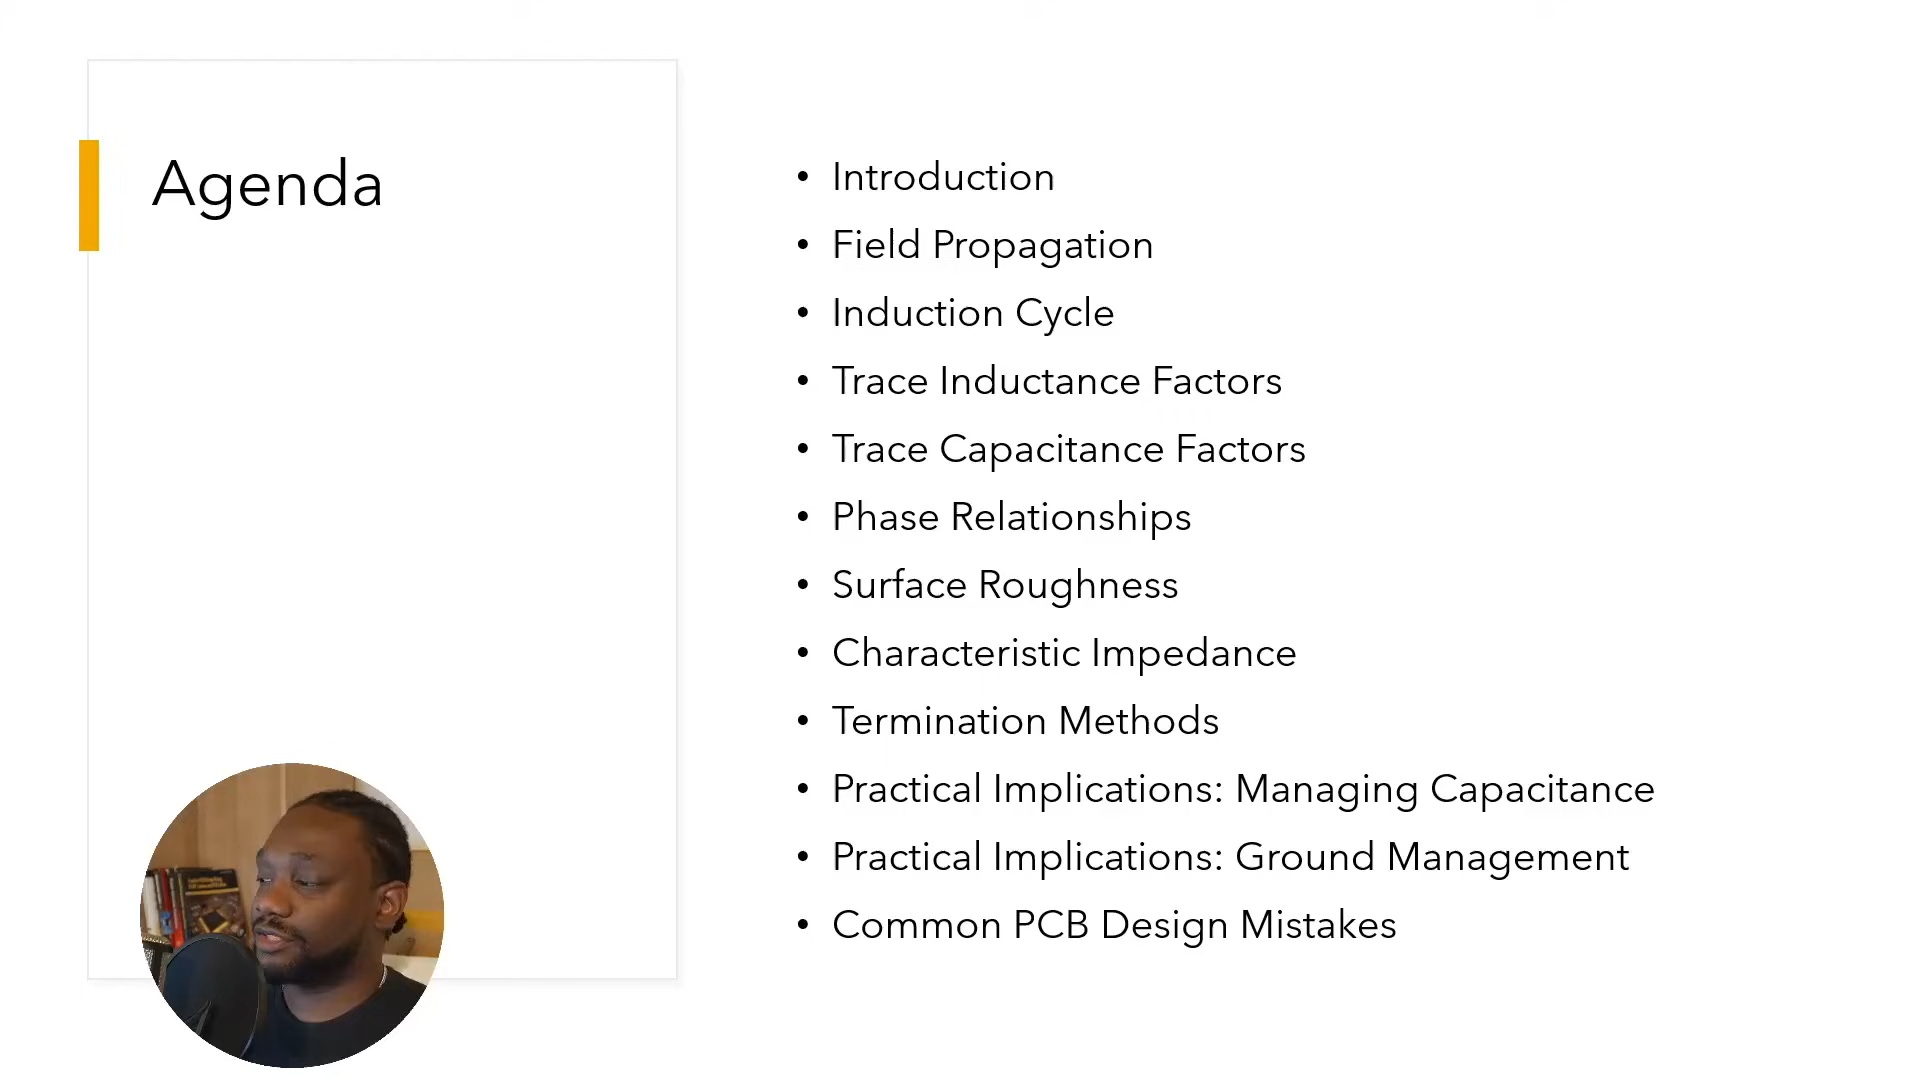 Agenda
Introduction
Field Propagation
Induction Cycle
Trace Inductance Factors
Trace Capacitance Factors
Phase Relationships
Surface Roughness
Characteristic Impedance
Termination Methods
Practical Implications: Managing Capacitance
Practical Implications: Ground Management
Common PCB Design Mistakes